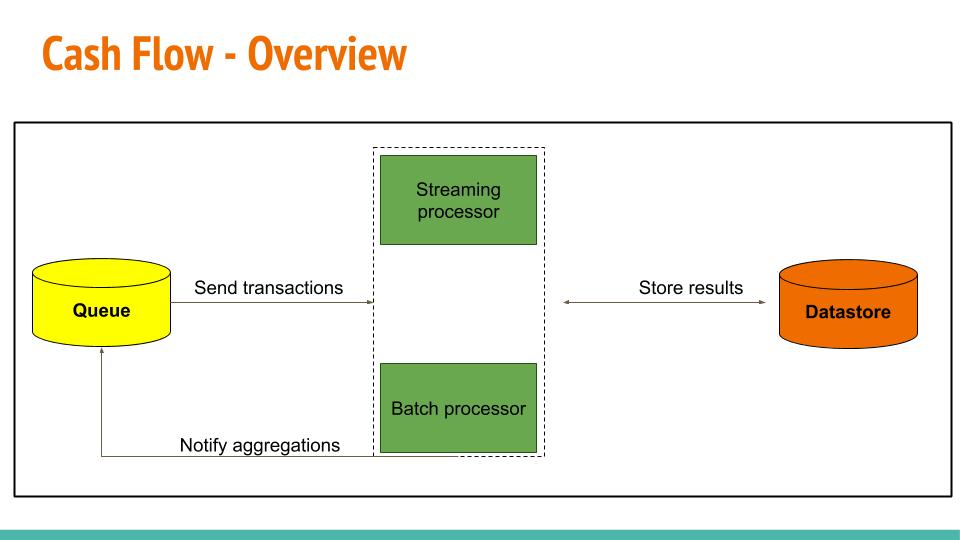 Cash Flow - Overview
Streaming
processor
Send transactions
Store results
Queue
Datastore
Batch processor
Notify aggregations